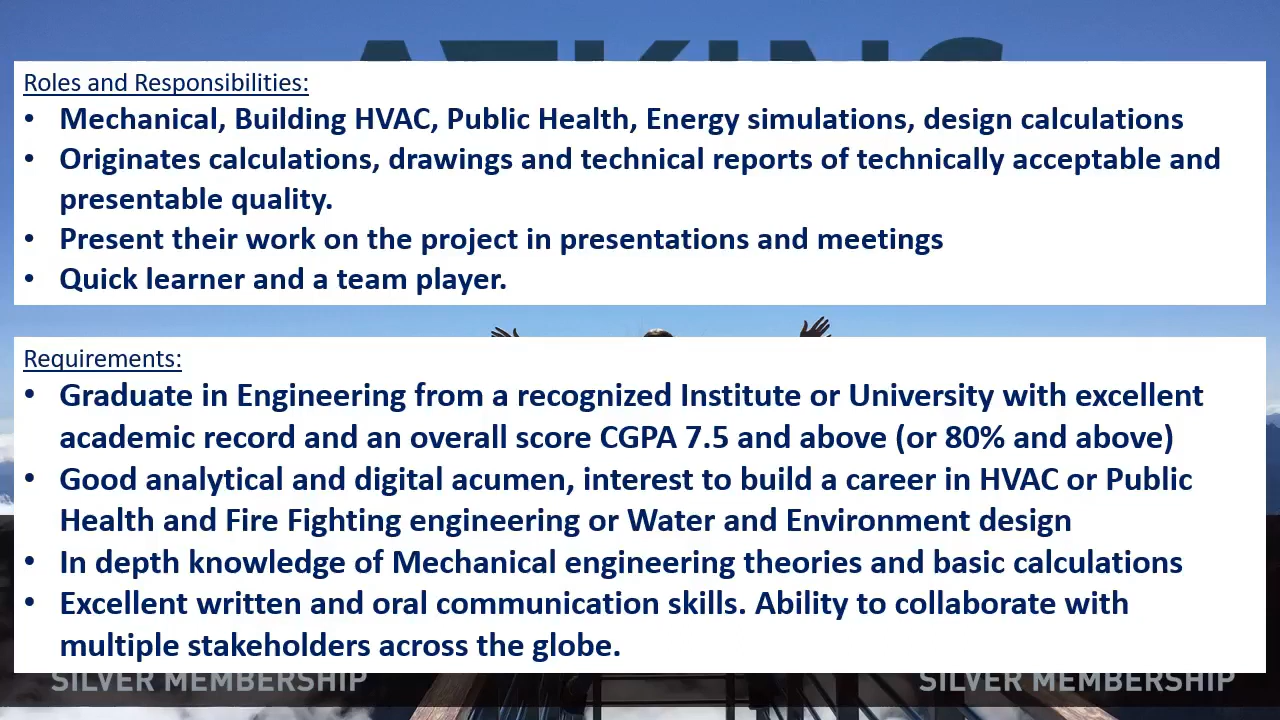 ATKINS
Roles and Responsibilities:
• Mechanical, Building HVAC, Public Health, Energy simulations, design calculations
• Originates calculations, drawings and technical reports of technically acceptable and
presentable quality.
• Present their work on the project in presentations and meetings
• Quick learner and a team player.
Requirements:
• Graduate in Engineering from a recognized Institute or University with excellent
academic record and an overall score CGPA 7.5 and above (or 80% and above)
• Good analytical and digital acumen, interest to build a career in HVAC or Public
Health and Fire Fighting engineering or Water and Environment design
• In depth knowledge of Mechanical engineering theories and basic calculations
• Excellent written and oral communication skills. Ability to collaborate with
multiple stakeholders across the globe.
SILVER MEMBERSHIP SILVER MEMBERSHIP